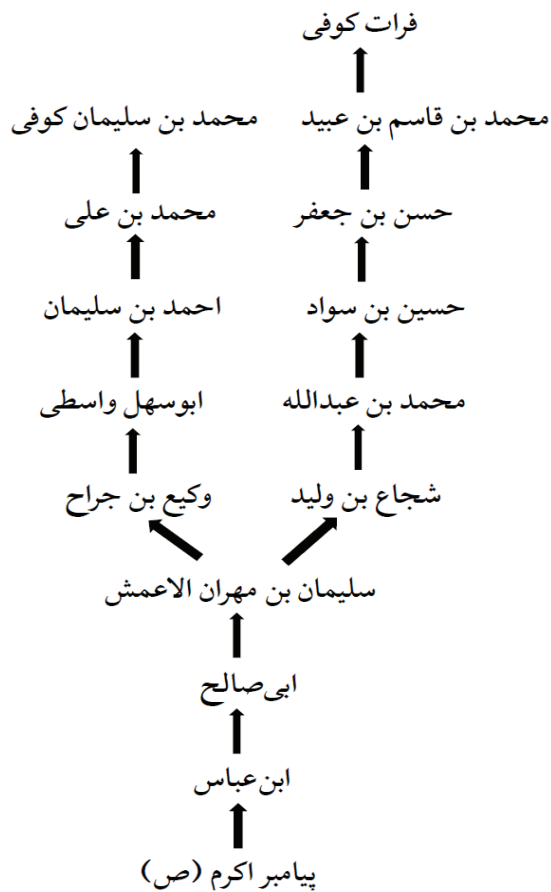 فرات کوفی
محمد بن قاسم بن عبید
محمد بن سلیمان کوفی
حسن بن جعفر
محمد بن علی
حسین بن سواد
احمد بن سلیمان
محمد بن عبدالله
ابوسهل واسطی
شجاع بن ولید
وکیع بن جراح
سلیمان بن مهران الاعمش
ابی‌صالح
ابن‌عباس
پیامبر اکرم (ص)